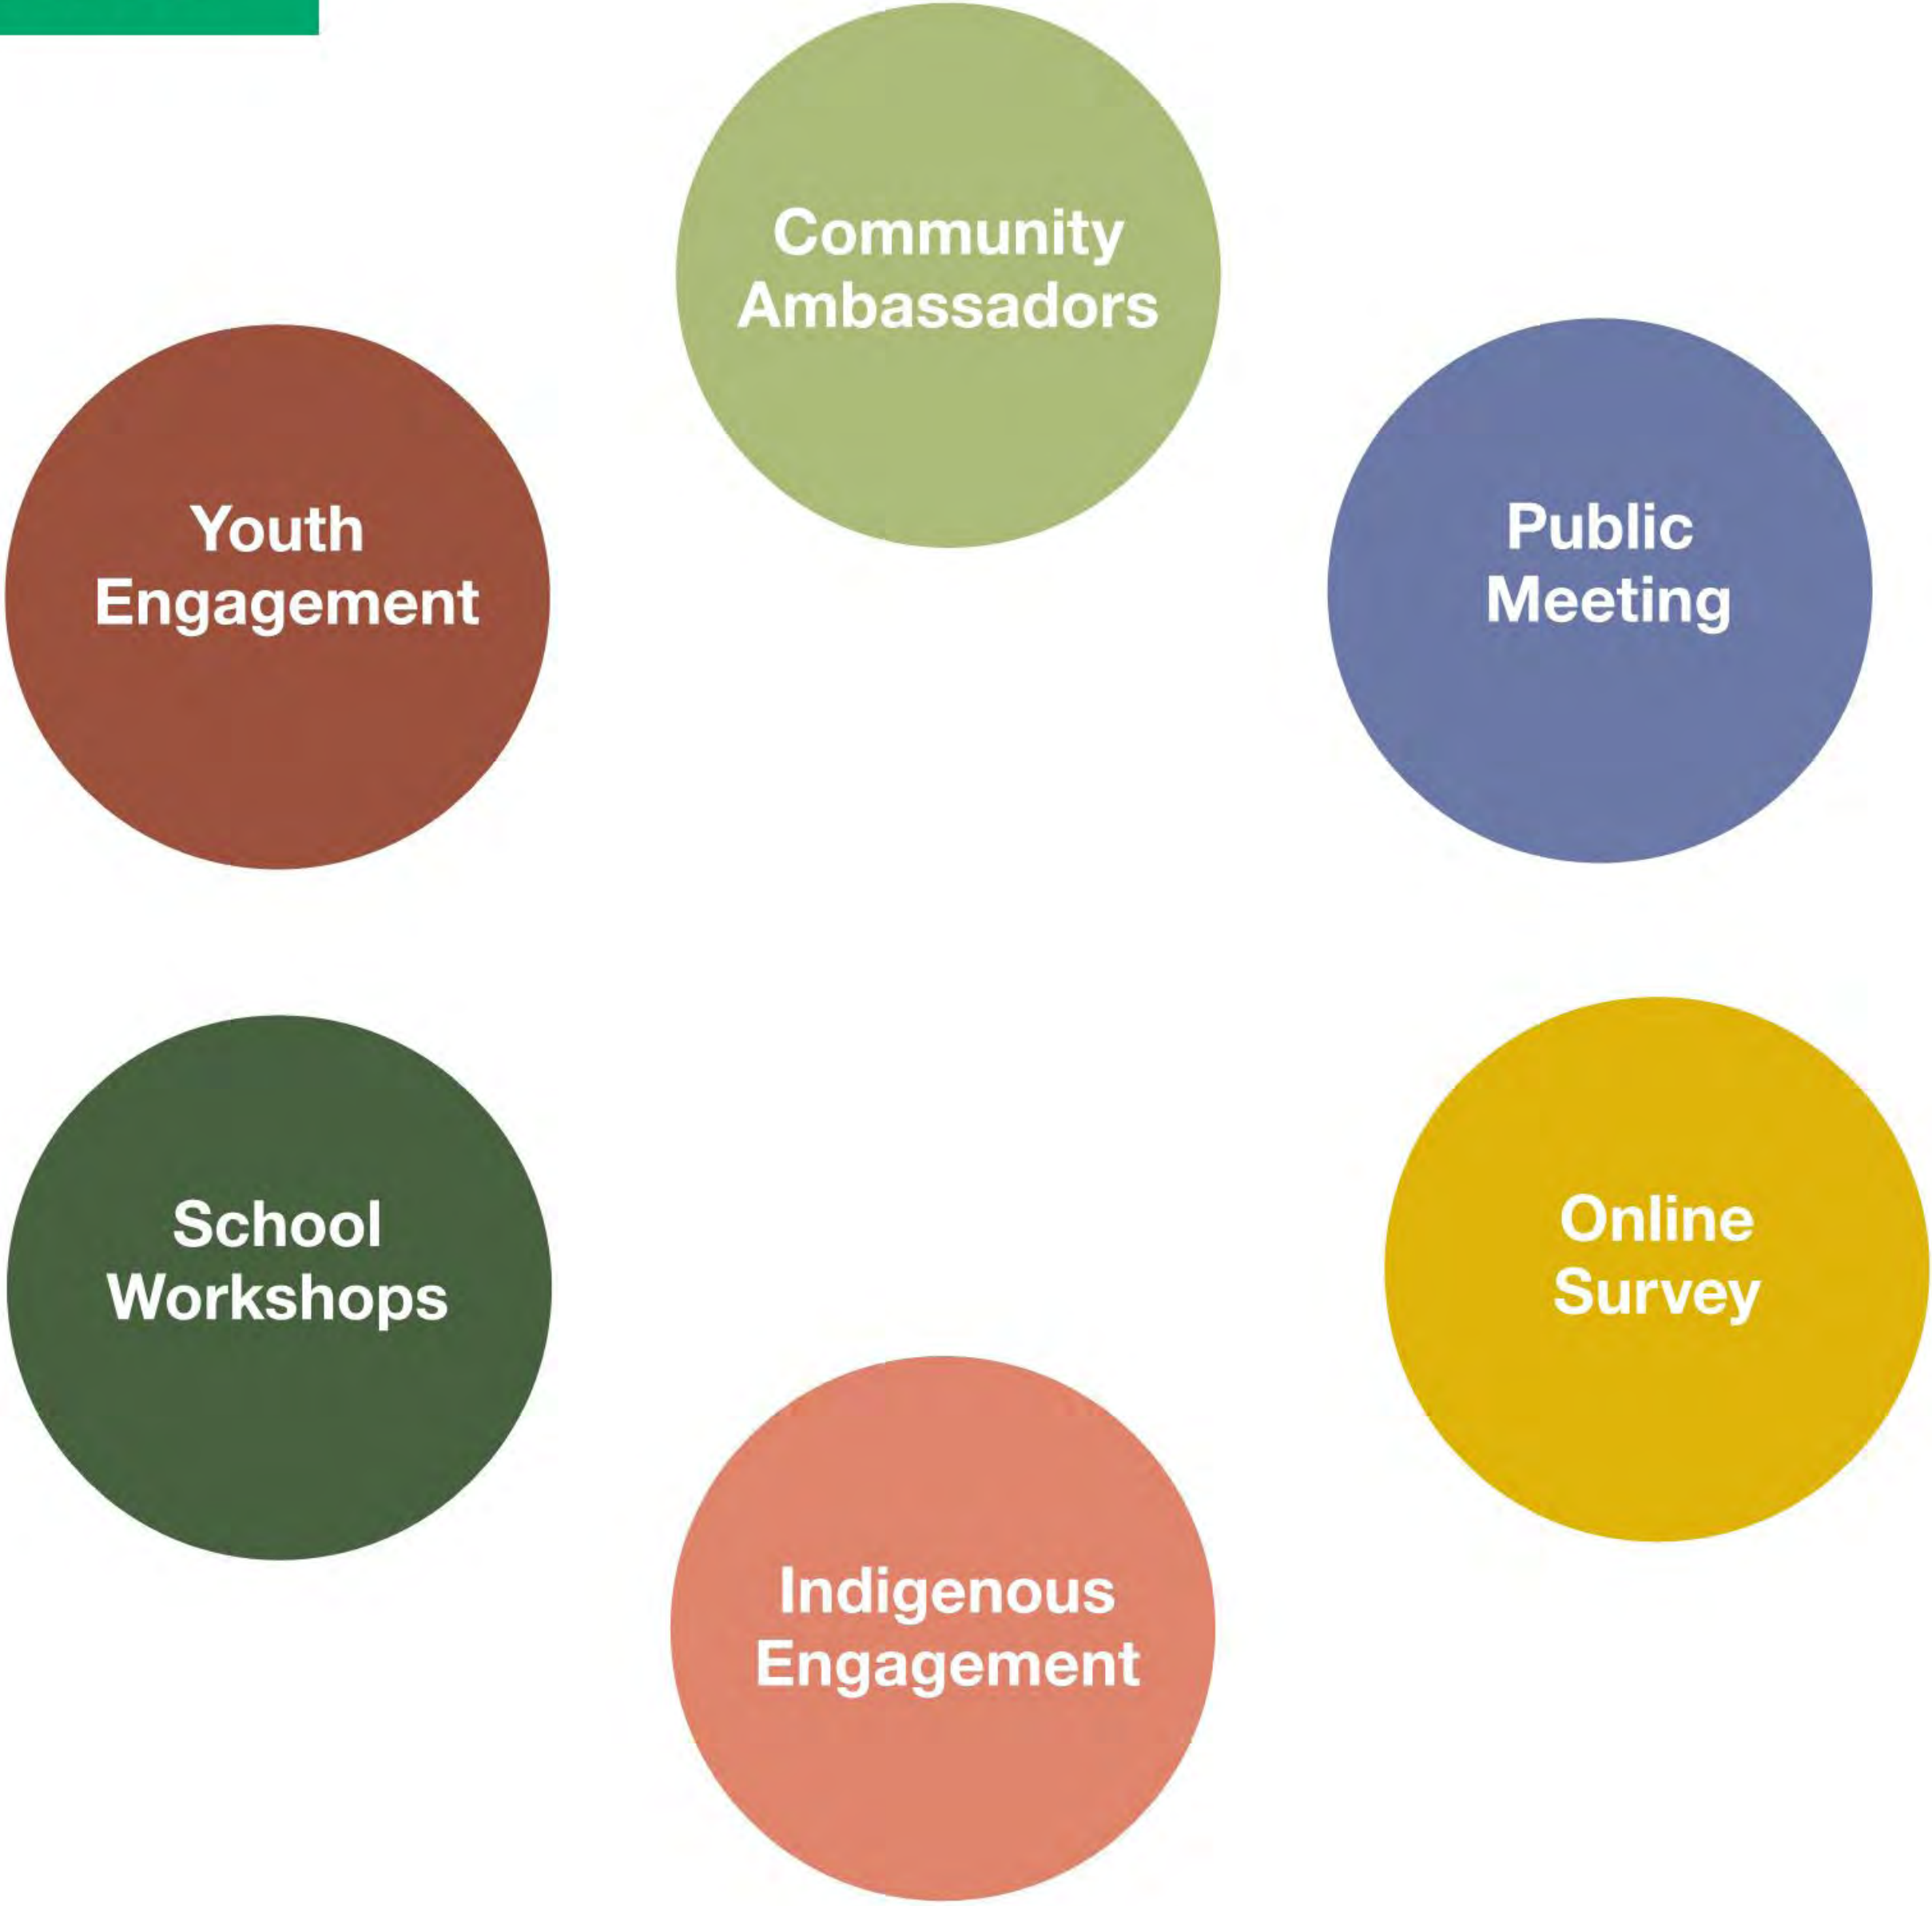 Community
Ambassadors
Youth
Engagement
Public
Meeting
School
Workshops
Online
Survey
Indigenous
Engagement